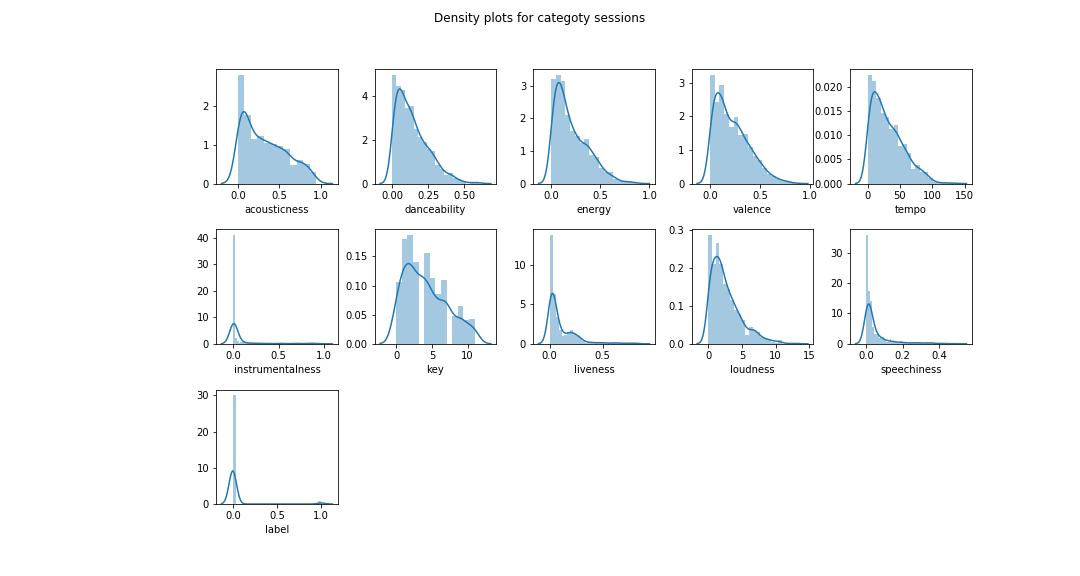 Density plots for categoty sessions
2
1
0
0.0 0.5 1.0
acousticness
4
2
0
0.00 0.25 0.50
danceability
3
2
1
0
0.0 0.5 1.0
energy
3
2
1
0
0.0 0.5 1.0
valence
0.020
0.015
0.010
0.005
0.000
0 50 100 150
tempo
40
30
20
10
0
0.0 0.5 1.0
instrumentalness
0.15
0.10
0.05
0.00
0 5 10
key
10
5
0
0.0 0.5
liveness
0.3
0.2
0.1
0.0
0 5 10 15
loudness
30
20
10
0
0.0 0.2 0.4
speechiness
30
20
10
0
0.0 0.5 1.0
label